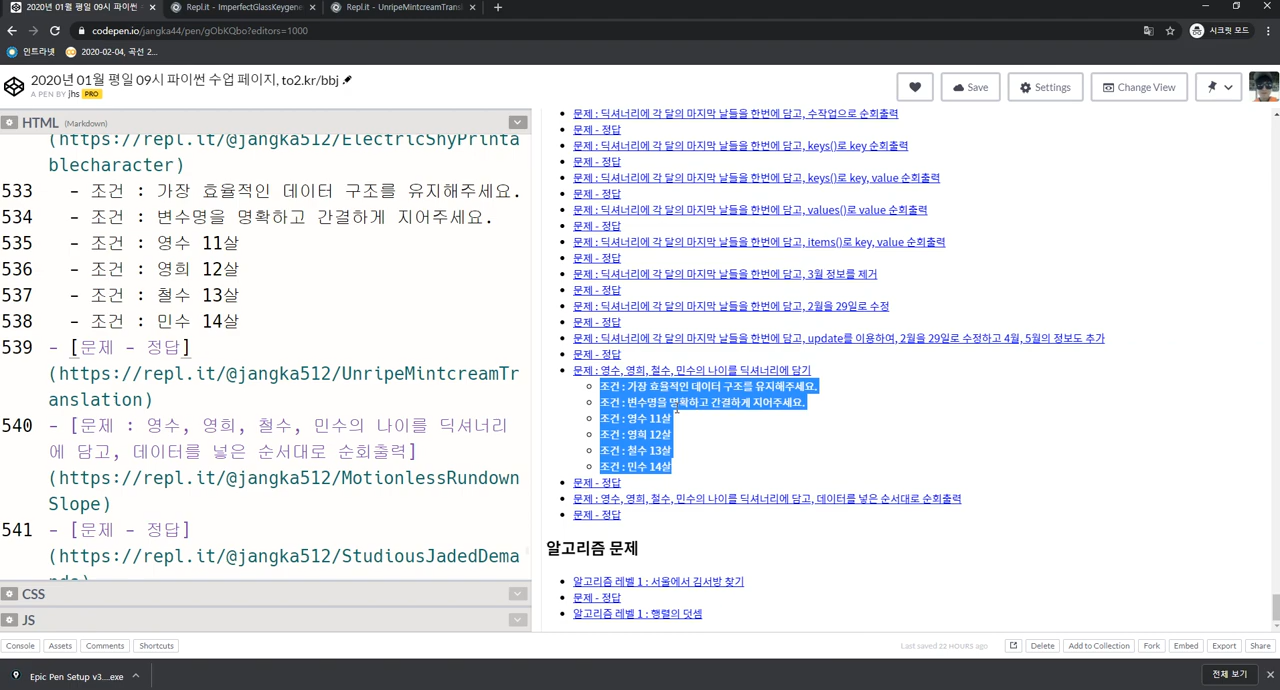 2020년 01월 평일 09시 파이썬 수업
Repl.it - ImperfectGlassKeygene
Repl.it - UnripeMintcreamTransl
codepen.io/jangka44/pen/gObKQbo?editors=1000
시크릿 모드
인트라넷
2020-02-04, 곡선 2...
2020년 01월 평일 09시 파이썬 수업 페이지, to2.kr/bbj
A PEN BY jhs PRO
Save
Settings
Change View
HTML (Markdown)
(https://repl.it/@jangka512/ElectricShyPrinta
blecharacter)
533 - 조건 : 가장 효율적인 데이터 구조를 유지해주세요.
534 - 조건 : 변수명을 명확하고 간결하게 지어주세요.
535 - 조건 : 영수 11살
536 - 조건 : 영희 12살
537 - 조건 : 철수 13살
538 - 조건 : 민수 14살
539 - [문제 - 정답]
(https://repl.it/@jangka512/UnripeMintcreamTr
anslation)
540 - [문제 : 영수, 영희, 철수, 민수의 나이를 딕셔너리
에 담고, 데이터를 넣은 순서대로 순회출력]
(https://repl.it/@jangka512/MotionlessRundown
Slope)
541 - [문제 - 정답]
(https://repl.it/@jangka512/StudiousJadedDema
nds)
CSS
JS
문제 : 딕셔너리에 각 달의 마지막 날들을 한번에 담고, 수작업으로 순회출력
문제 - 정답
문제 : 딕셔너리에 각 달의 마지막 날들을 한번에 담고, keys()로 key 순회출력
문제 - 정답
문제 : 딕셔너리에 각 달의 마지막 날들을 한번에 담고, keys()로 key, value 순회출력
문제 - 정답
문제 : 딕셔너리에 각 달의 마지막 날들을 한번에 담고, values()로 value 순회출력
문제 - 정답
문제 : 딕셔너리에 각 달의 마지막 날들을 한번에 담고, items()로 key, value 순회출력
문제 - 정답
문제 : 딕셔너리에 각 달의 마지막 날들을 한번에 담고, 3월 정보를 제거
문제 - 정답
문제 : 딕셔너리에 각 달의 마지막 날들을 한번에 담고, 2월을 29일로 수정
문제 - 정답
문제 : 딕셔너리에 각 달의 마지막 날들을 한번에 담고, update를 이용하여, 2월을 29일로 수정하고 4월, 5월의 정보도 추가
문제 - 정답
문제 : 영수, 영희, 철수, 민수의 나이를 딕셔너리에 담기
조건 : 가장 효율적인 데이터 구조를 유지해주세요.
조건 : 변수명을 명확하고 간결하게 지어주세요.
조건 : 영수 11살
조건 : 영희 12살
조건 : 철수 13살
조건 : 민수 14살
문제 - 정답
문제 : 영수, 영희, 철수, 민수의 나이를 딕셔너리에 담고, 데이터를 넣은 순서대로 순회출력
문제 - 정답
알고리즘 문제
알고리즘 레벨 1 : 서울에서 김서방 찾기
문제 - 정답
알고리즘 레벨 1 : 행렬의 덧셈
Console
Assets
Comments
Shortcuts
Last saved 22 HOURS ago
Delete
Add to Collection
Fork
Embed
Export
Share
Epic Pen Setup v3....exe
전체 보기